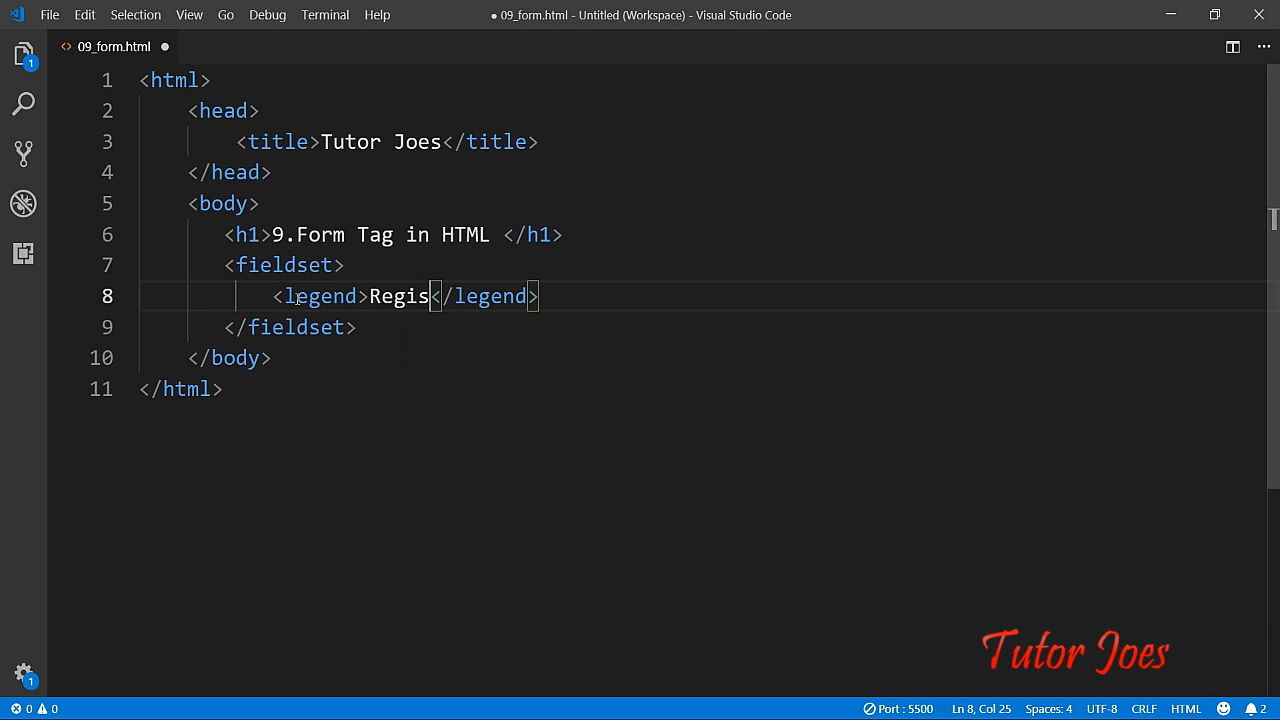 File Edit Selection View Go Debug Terminal Help
● 09_form.html - Untitled (Workspace) - Visual Studio Code
<> 09_form.html ●
1 <html>
2 <head>
3 <title>Tutor Joes</title>
4 </head>
5 <body>
6 <h1>9.Form Tag in HTML </h1>
7 <fieldset>
8 <legend>Regis</legend>
9 </fieldset>
10 </body>
11 </html>
1
1
Tutor Joes
0 0 Port : 5500 Ln 8, Col 25 Spaces: 4 UTF-8 CRLF HTML 2